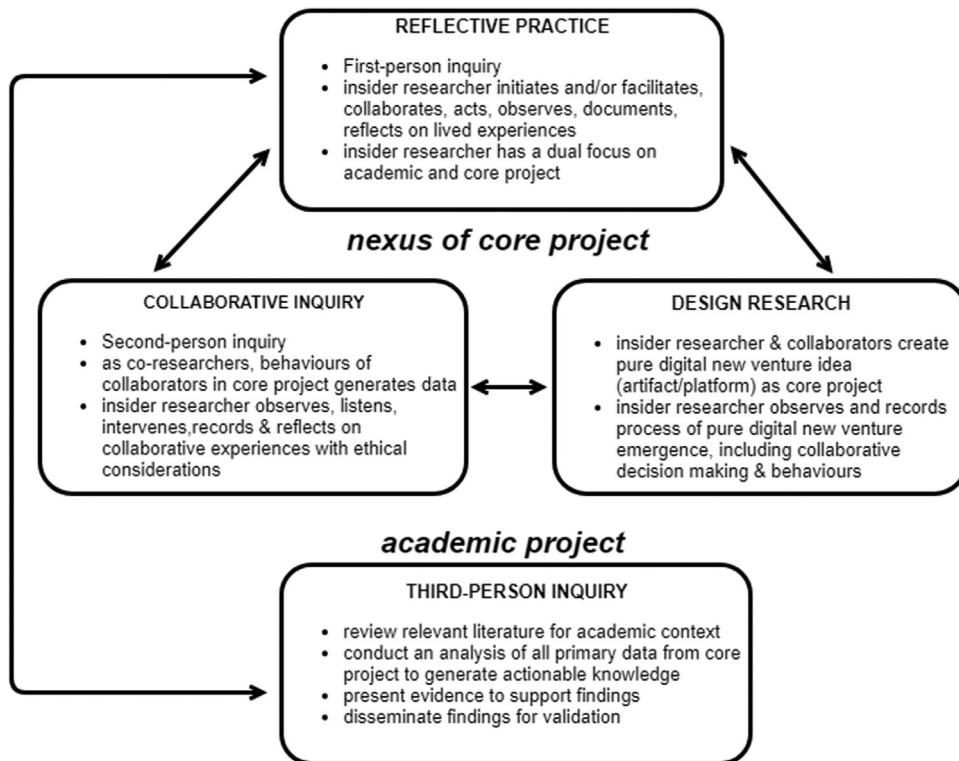 REFLECTIVE PRACTICE
• First-person inquiry
• insider researcher initiates and/or facilitates,
collaborates, acts, observes, documents,
reflects on lived experiences
• insider researcher has a dual focus on
academic and core project
nexus of core project
COLLABORATIVE INQUIRY
• Second-person inquiry
• as co-researchers, behaviours of
collaborators in core project generates data
• insider researcher observes, listens,
intervenes,records & reflects on
collaborative experiences with ethical
considerations
DESIGN RESEARCH
• insider researcher & collaborators create
pure digital new venture idea
(artifact/platform) as core project
• insider researcher observes and records
process of pure digital new venture
emergence, including collaborative
decision making & behaviours
academic project
THIRD-PERSON INQUIRY
• review relevant literature for academic context
• conduct an analysis of all primary data from core
project to generate actionable knowledge
• present evidence to support findings
• disseminate findings for validation